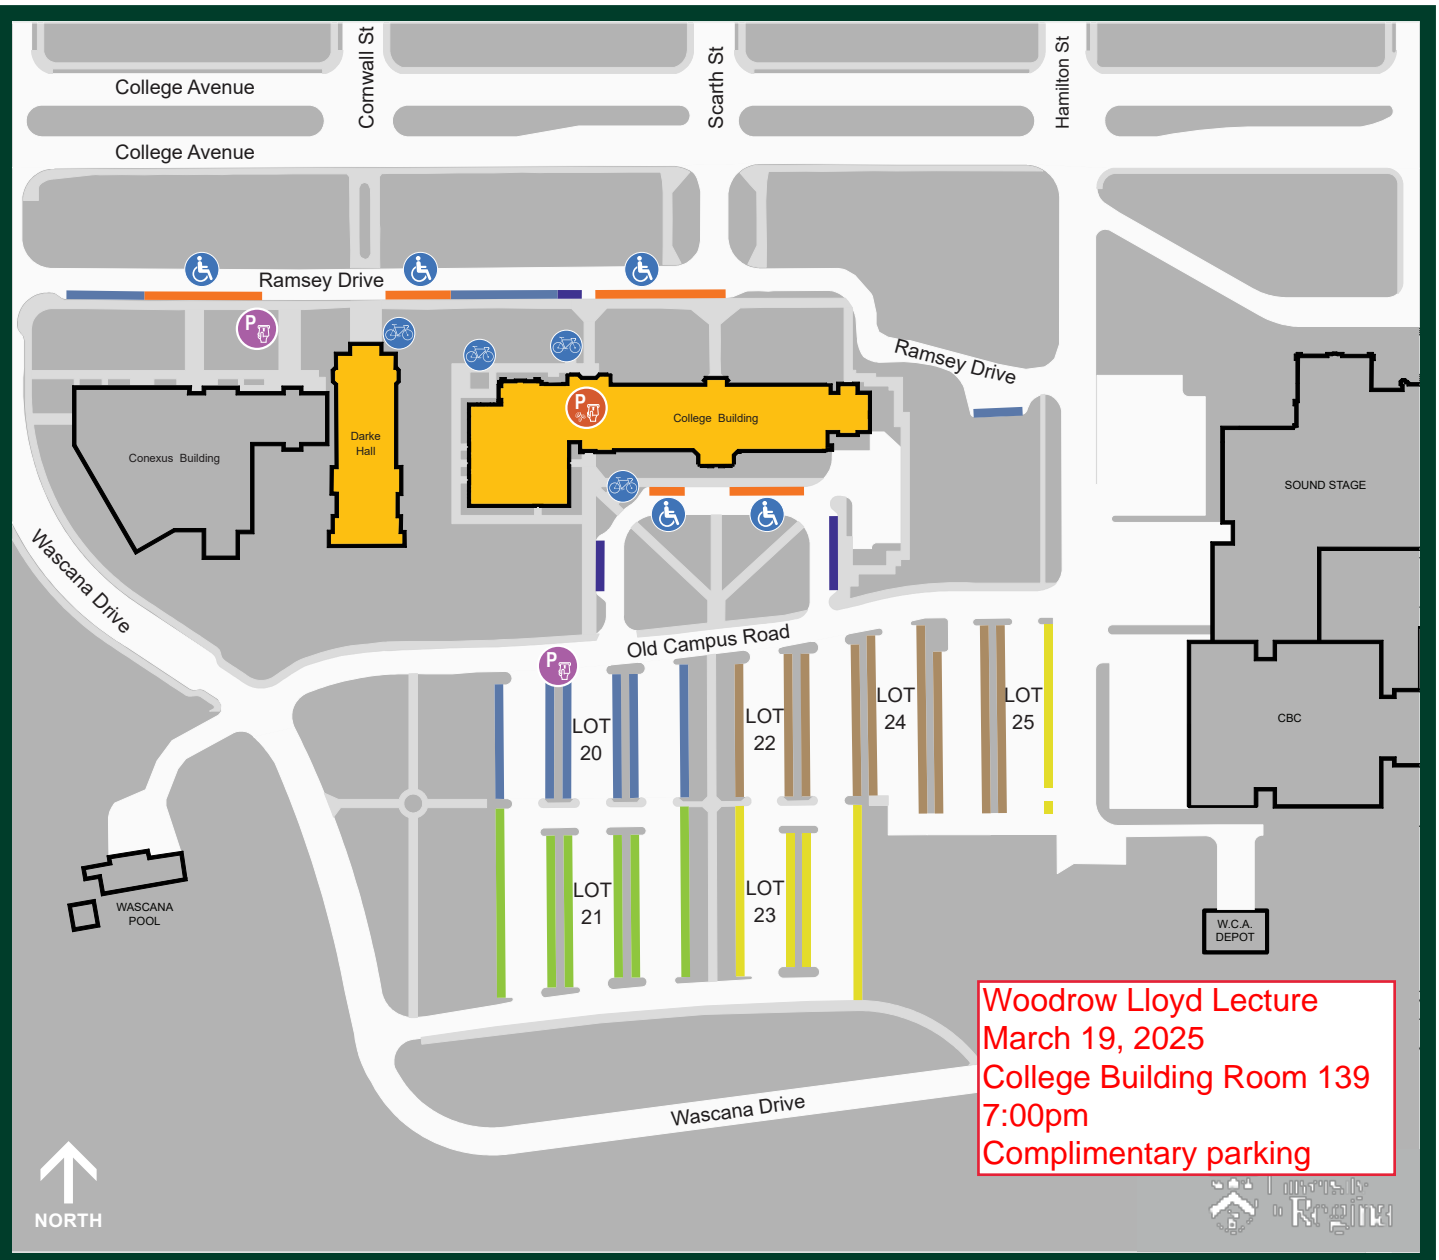 Cornwall St
Scarth St
Hamilton St
College Avenue
College Avenue
Ramsey Drive
P
Ramsey Drive
P
College Building
Darke
Hall
Conexus Building
SOUND STAGE
Wascana Drive
Old Campus Road
P
LOT
20
LOT
22
LOT
24
LOT
25
CBC
LOT
21
LOT
23
WASCANA
POOL
W.C.A.
DEPOT
Woodrow Lloyd Lecture
March 19, 2025
College Building Room 139
7:00pm
Complimentary parking
Wascana Drive
NORTH
Regina